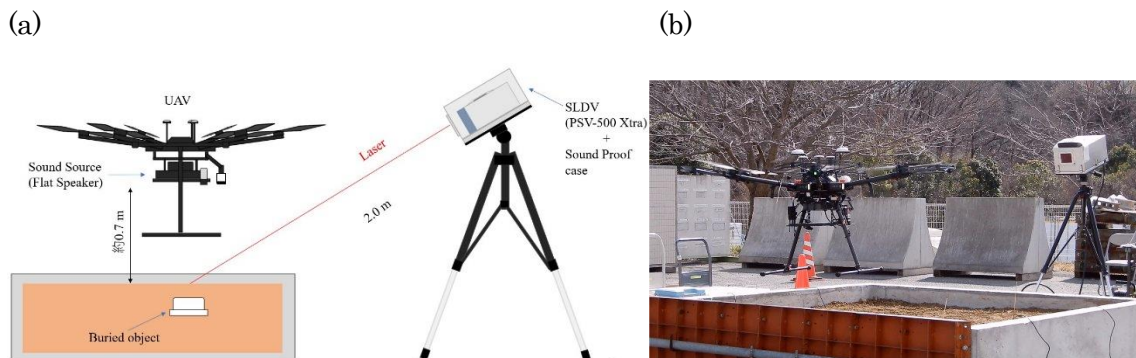 (a)
(b)
UAV
Sound Source
(Flat Speaker)
Laser
SLDV
(PSV-500 Xtra)
+
Sound Proof
case
2.0 m
約0.7 m
Buried object